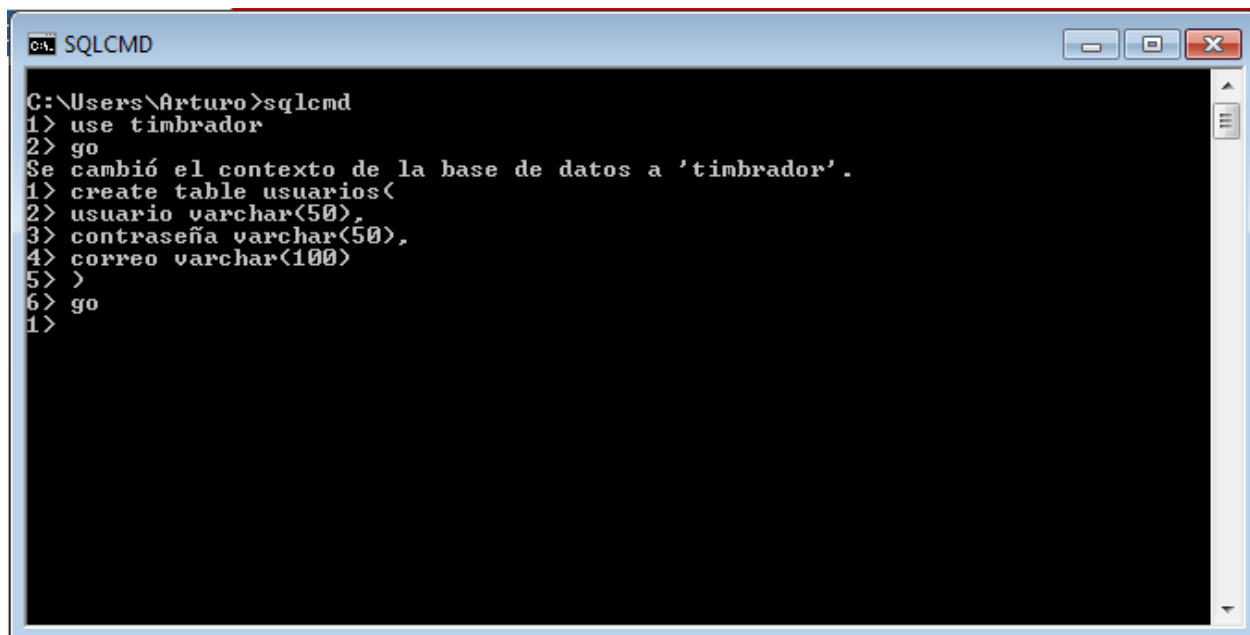 SQLCMD
C:\Users\Arturo>sqlcmd
1> use timbrador
2> go
Se cambió el contexto de la base de datos a 'timbrador'.
1> create table usuarios(
2> usuario varchar(50),
3> contraseña varchar(50),
4> correo varchar(100)
5> )
6> go
1>